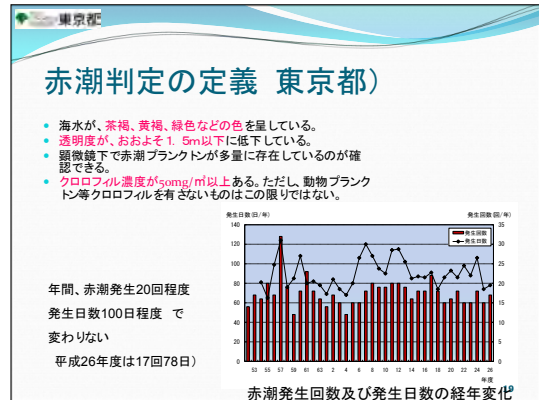 東京都
赤潮判定の定義 東京都)
• 海水が、茶褐、黄褐、緑色などの色を呈している。
• 透明度が、おおよそ1. 5m以下に低下している。
• 顕微鏡下で赤潮プランクトンが多量に存在しているのが確
認できる。
• クロロフィル濃度が50mg/㎥以上ある。ただし、動物プランク
トン等クロロフィルを有さないものはこの限りではない。
発生日数(日/年) 発生回数(回/年)
発生回数
発生日数
140 35
120 30
100 25
80 20
60 15
40 10
20 5
0 0
53 55 57 59 61 63 2 4 6 8 10 12 14 16 18 20 22 24 26
年度
年間、赤潮発生20回程度
発生日数100日程度 で
変わりない
平成26年度は17回78日)
赤潮発生回数及び発生日数の経年変化